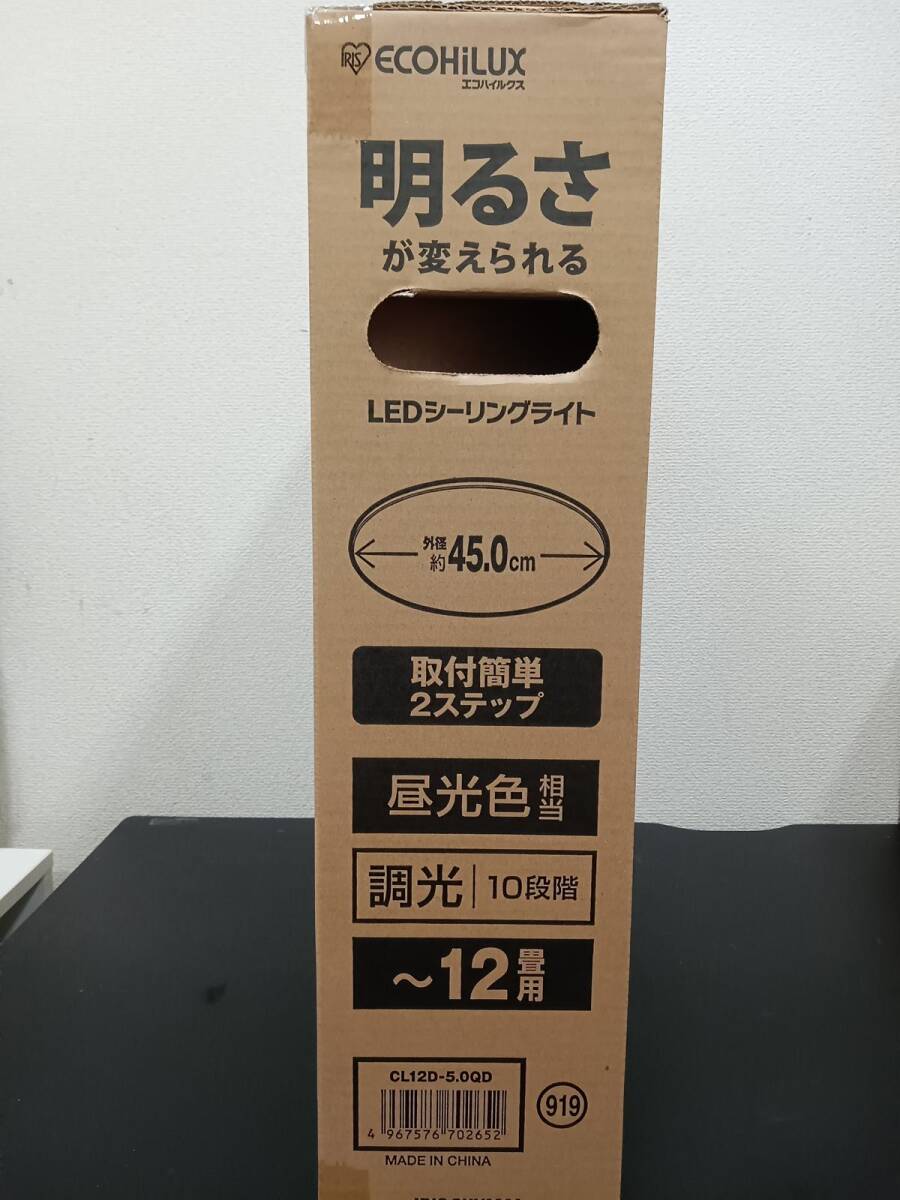 IRIS ECOHiLUX
エコハイルクス
明るさ
が変えられる
LEDシーリングライト
外径
約45.0cm
取付簡単
2ステップ
昼光色相当
調光|10段階
～12畳用
CL12D-5.0QD
4 967576 702652
919
MADE IN CHINA